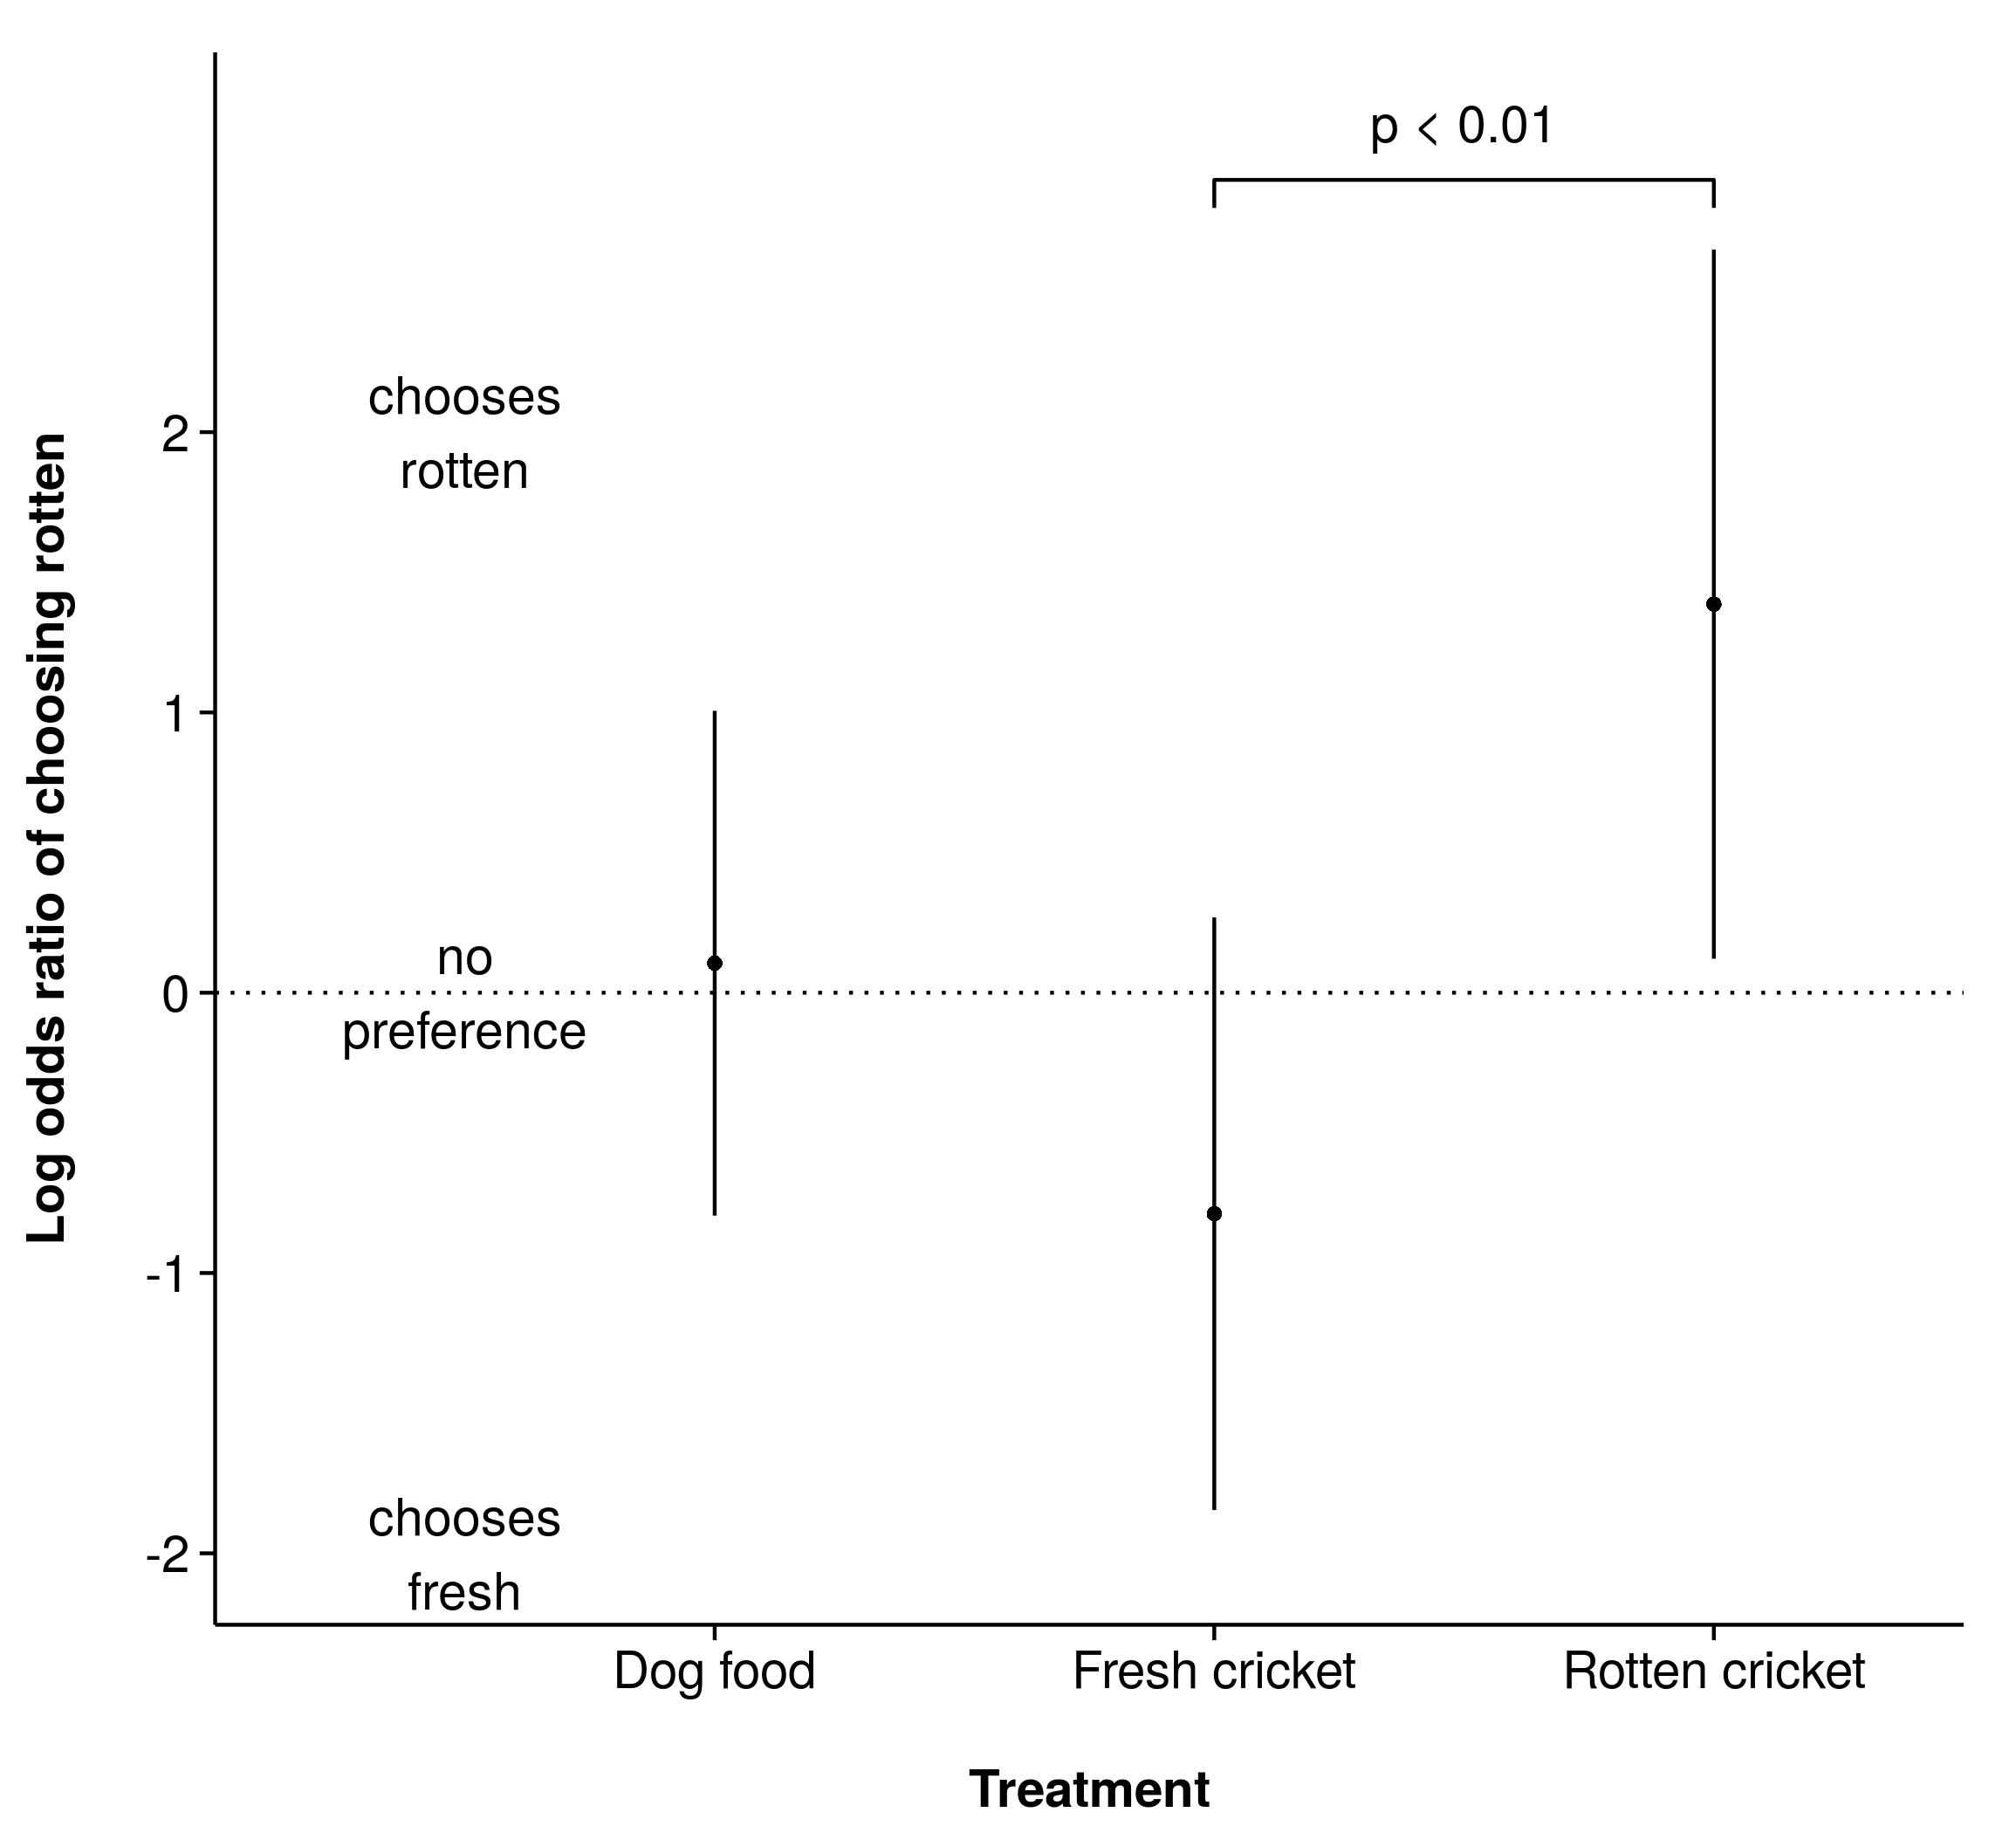 p < 0.01
chooses
rotten
no
preference
chooses
fresh
2
1
0
-1
-2
Log odds ratio of choosing rotten
Dog food
Fresh cricket
Rotten cricket
Treatment